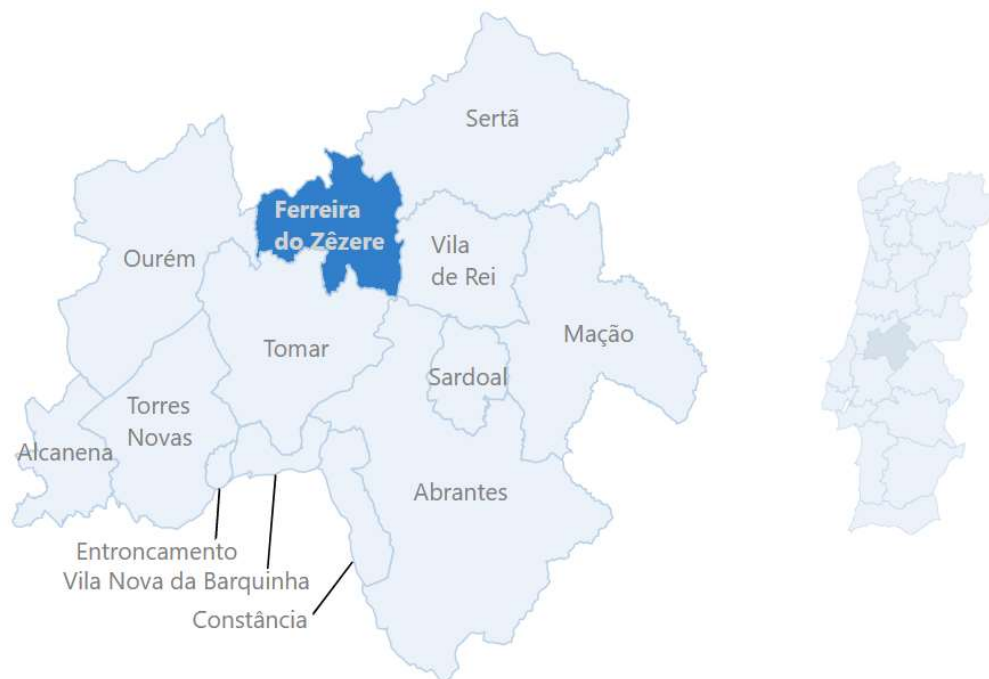 Sertã
Ferreira
do Zêzere
Vila
de Rei
Ourém
Mação
Tomar
Sardoal
Torres
Novas
Alcanena
Abrantes
Entroncamento
Vila Nova da Barquinha
Constância